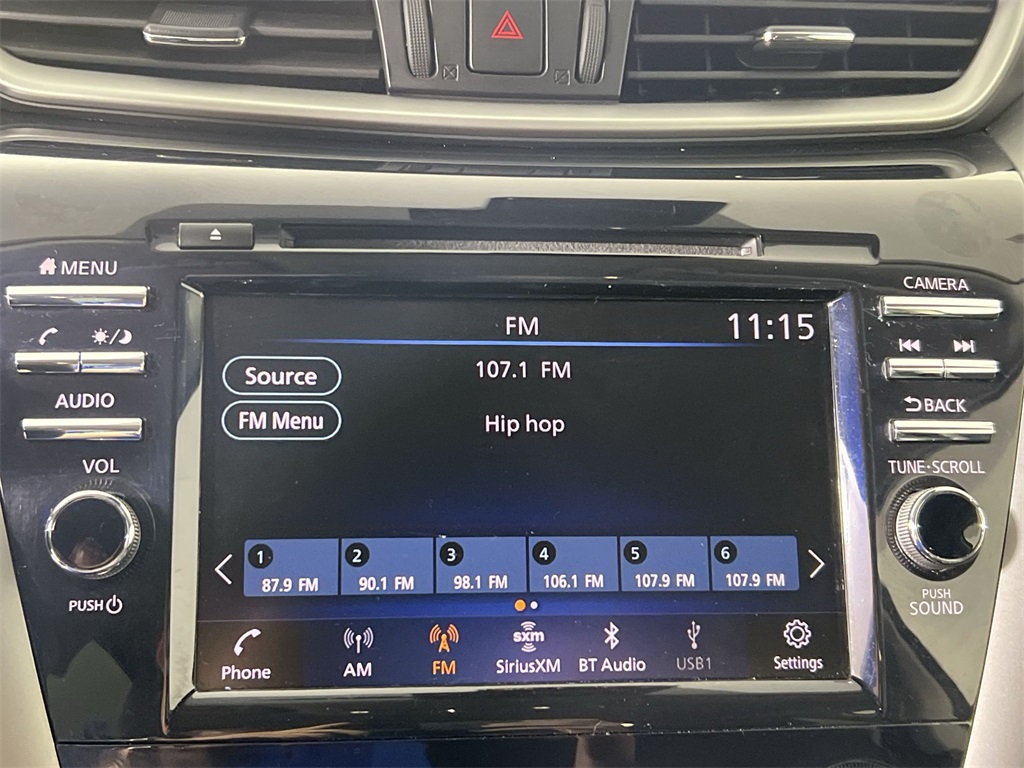 MENU
AUDIO
VOL
PUSH
CAMERA
BACK
TUNE·SCROLL
PUSH
SOUND
FM
11:15
Source
107.1 FM
FM Menu
Hip hop
1 2 3 4 5 6
87.9 FM 90.1 FM 98.1 FM 106.1 FM 107.9 FM 107.9 FM
sxm
Phone AM FM SiriusXM BT Audio USB1 Settings